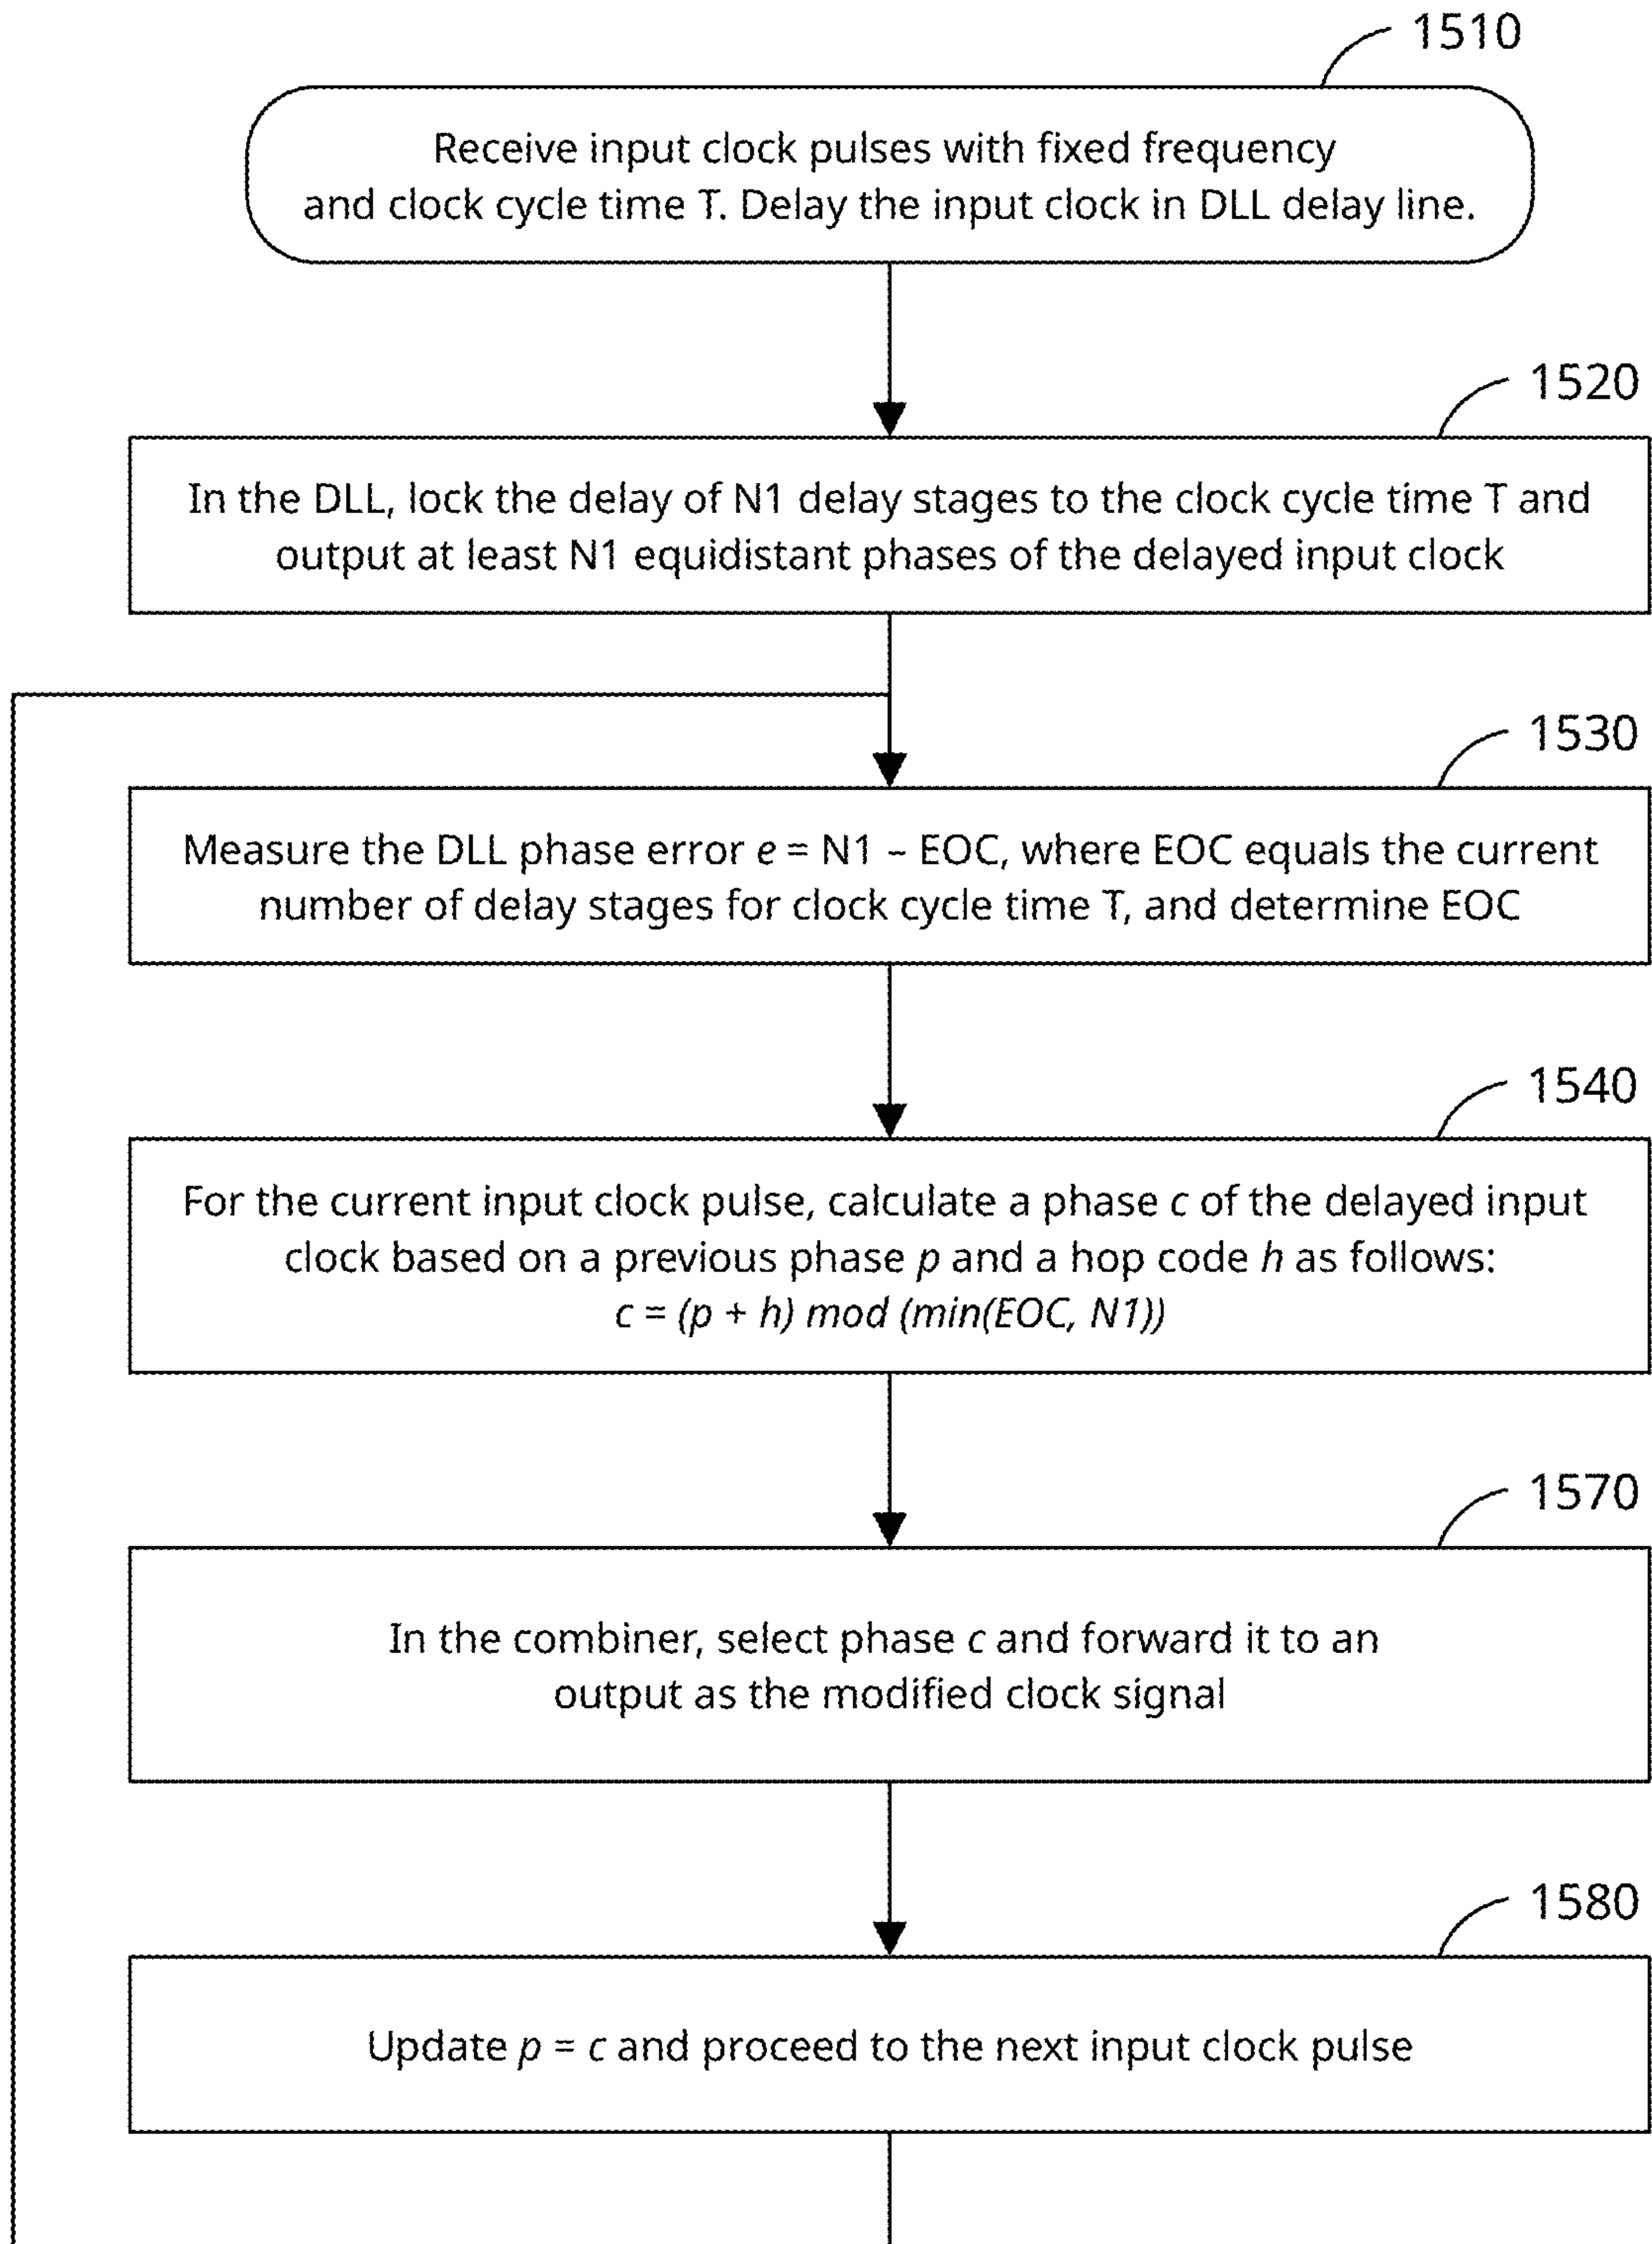 1510
Receive input clock pulses with fixed frequency
and clock cycle time T. Delay the input clock in DLL delay line.
1520
In the DLL, lock the delay of N1 delay stages to the clock cycle time T and
output at least N1 equidistant phases of the delayed input clock
1530
Measure the DLL phase error e = N1 – EOC, where EOC equals the current
number of delay stages for clock cycle time T, and determine EOC
1540
For the current input clock pulse, calculate a phase c of the delayed input
clock based on a previous phase p and a hop code h as follows:
c = (p + h) mod (min(EOC, N1))
1570
In the combiner, select phase c and forward it to an
output as the modified clock signal
1580
Update p = c and proceed to the next input clock pulse